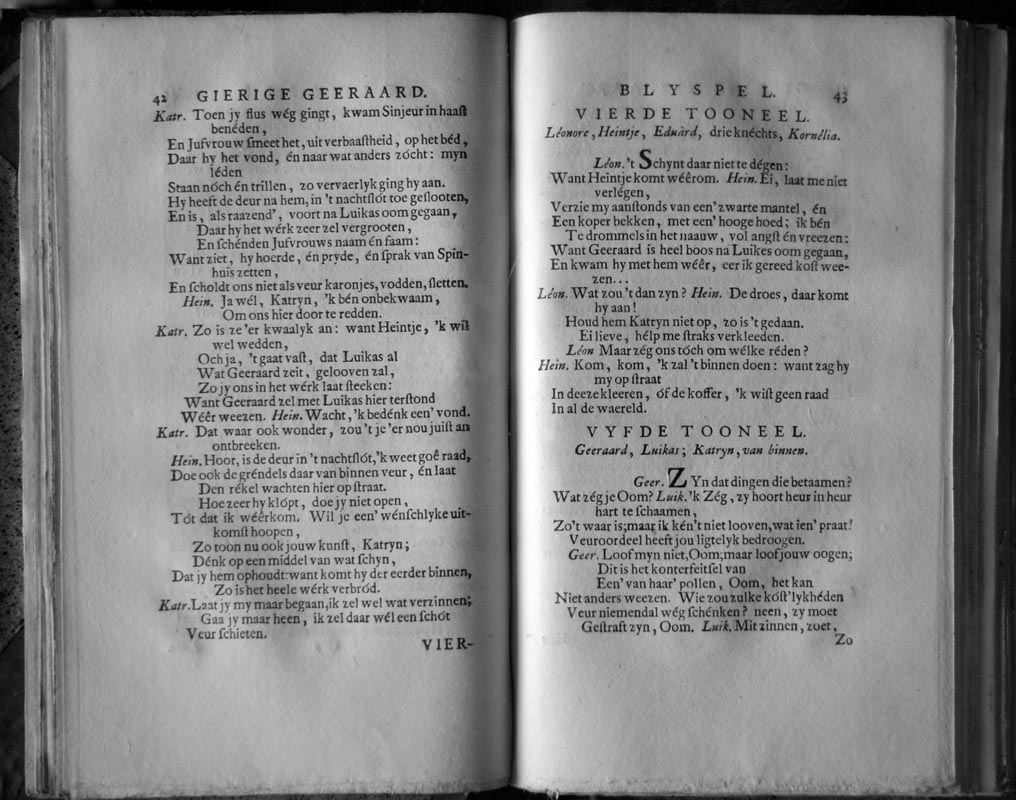 42 GIERIGE GEERAARD.
Katr. Toen jy flus wég gingt, kwam Sinjeur in haaſt
benéden,
En Jufvrouw ſmeet het, uit verbaaſtheid, op het béd,
Daar hy het vond, én naar wat anders zócht: myn
léden
Staan nóch én trillen, zo vervaerlyk ging hy aan.
Hy heeft de deur na hem, in 't nachtſlót toe geſlooten,
En is, als raazend', voort na Luikas oom gegaan,
Daar hy het wérk zeer zel vergrooten,
En ſchénden Jufvrouws naam én faam:
Want ziet, hy hoerde, én pryde, én ſprak van Spin-
huis zetten,
En ſcholdt ons niet als veur karonjes, vodden, ſletten.
Hein. Ja wél, Katryn, 'k bén onbekwaam,
Om ons hier door te redden.
Katr. Zo is ze 'er kwaalyk an: want Heintje, 'k wil
wel wedden,
Och ja, 't gaat vaſt, dat Luikas al
Wat Geeraard zeit, gelooven zal,
Zo jy ons in het wérk laat ſteeken:
Want Geeraard zel met Luikas hier terſtond
Wéêr weezen. Hein. Wacht, 'k bedénk een' vond.
Katr. Dat waar ook wonder, zou 't je 'er nou juiſt an
ontbreeken.
Hein. Hoor, is de deur in 't nachtſlót, 'k weet goê raad,
Doe ook de gréndels daar van binnen veur, én laat
Den rékel wachten hier op ſtraat.
Hoe zeer hy klópt, doe jy niet open,
Tót dat ik wéêrkom. Wil je een' wénſchlyke uit-
komſt hoopen,
Zo toon nu ook jouw kunſt, Katryn;
Dénk op een middel van wat ſchyn,
Dat jy hem ophoudt: want komt hy der eerder binnen,
Zo is het heele wérk verbród.
Katr. Laat jy my maar begaan, ik zel wel wat verzinnen;
Gaa jy maar heen, ik zel daar wél een ſchót
Veur ſchieten.
VIER-
BLYSPEL. 43
VIERDE TOONEEL.
Léonore, Heintje, Eduàrd, drie knéchts, Kornélia.
Léon. 't Schynt daar niet te dégen:
Want Heintje komt wéêrom. Hein. Ei, laat me niet
verlégen,
Verzie my aanſtonds van een' zwarte mantel, én
Een koper bekken, met een' hooge hoed; ik bén
Te drommels in het naauw, vol angſt én vreezen:
Want Geeraard is heel boos na Luikes oom gegaan,
En kwam hy met hem wéêr, eer ik gereed koſt wee-
zen...
Léon. Wat zou 't dan zyn? Hein. De droes, daar komt
hy aan!
Houd hem Katryn niet op, zo is 't gedaan.
Ei lieve, hélp me ſtraks verkleeden.
Léon Maar zég ons tóch om wélke réden?
Hein. Kom, kom, 'k zal 't binnen doen: want zag hy
my op ſtraat
In deeze kleeren, óf de koffer, 'k wiſt geen raad
In al de waereld.
VYFDE TOONEEL.
Geeraard, Luikas; Katryn, van binnen.
Geer. ZYn dat dingen die betaamen?
Wat zég je Oom? Luik. 'k Zég, zy hoort heur in heur
hart te ſchaamen,
Zo 't waar is; maar ik kén 't niet looven, wat ien' praat!
Veuroordeel heeft jou ligtelyk bedroogen.
Geer. Loof myn niet, Oom; maar loof jouw oogen;
Dit is het konterfeitſel van
Een' van haar' pollen, Oom, het kan
Niet anders weezen. Wie zou zulke kóſt'lykhéden
Veur niemendal wég ſchénken? neen, zy moet
Geſtraft zyn, Oom. Luik. Mit zinnen, zoet,
Zo